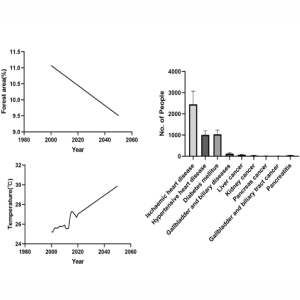 Forest area(%)
11.5
11.0
10.5
10.0
9.5
9.0
1980
2000
2020
2040
2060
Year
Temperature(℃)
32
30
28
26
24
1980
2000
2020
2040
2060
Year
No. of People
4000
3000
2000
1000
0
Ischaemic heart disease
Hypertensive heart disease
Diabetes mellitus
Gallbladder and biliary diseases
Liver cancer
Kidney cancer
Pancreas cancer
Gallbladder and biliary tract cancer
Pancreatitis